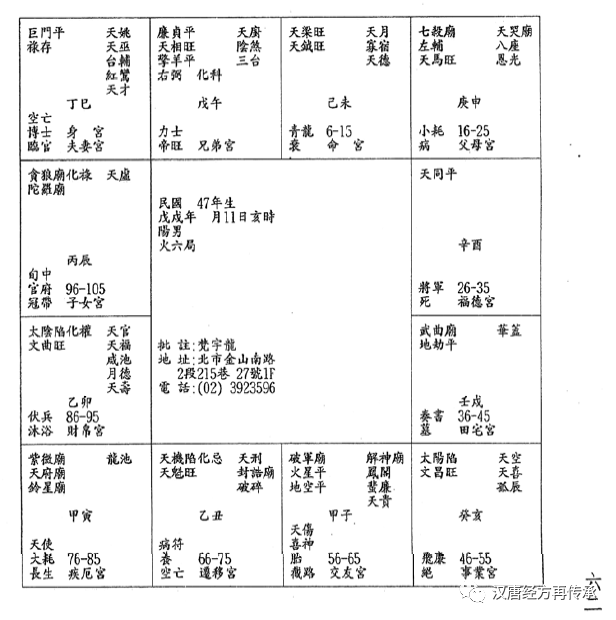 巨門平　天姚
祿存　天巫
台輔
紅鸞
天才
丁巳
空亡
博士　身　宮
臨官　夫妻宮
廉貞平　天廚
天相旺　陰煞
擎羊平　三台
右弼　化科
戊午
力士
帝旺　兄弟宮
天梁旺　天月
天鉞旺　寡宿
天德
己未
青龍　6-15
衰　命　宮
七殺廟　天哭廟
左輔　八座
天馬旺　恩光
庚申
小耗　16-25
病　父母宮
貪狼廟化祿　天虛
陀羅廟
丙辰
旬中
官府　96-105
冠帶　子女宮
民國　47年生
戊戌年　月11日亥時
陽男
火六局
批　註:梵宇龍
地　址:北市金山南路
2段215巷　27號1F
電　話:(02) 3923596
天同平
辛酉
將軍　26-35
死　福德宮
太陰陷化權　天官
文曲旺　天福
咸池
月德
天壽
乙卯
伏兵　86-95
沐浴　財帛宮
武曲廟　華蓋
地劫平
壬戌
奏書　36-45
墓　田宅宮
紫微廟　龍池
天府廟
鈴星廟
甲寅
天使
大耗　76-85
長生　疾厄宮
天機陷化忌　天刑
天魁旺　封誥廟
破碎
乙丑
病符
養　66-75
空亡　遷移宮
破軍廟　解神廟
火星平　鳳閣
地空平　蜚廉
天貴
甲子
天傷
喜神
胎　56-65
截路　交友宮
太陽陷　天空
文昌旺　天喜
孤辰
癸亥
飛廉　46-55
絕　事業宮
汉唐经方再传承
六二